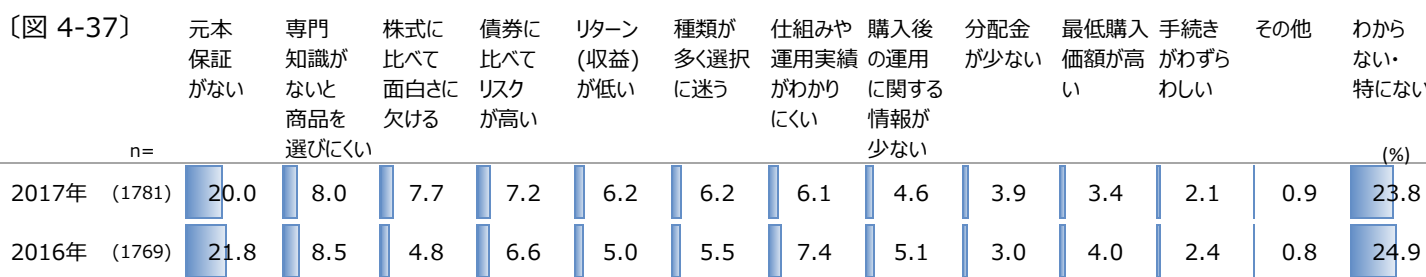 〔図 4-37〕
元本
保証
がない
専門
知識が
ないと
商品を
選びにくい
株式に
比べて
面白さに
欠ける
債券に
比べて
リスク
が高い
リターン
(収益)
が低い
種類が
多く選択
に迷う
仕組みや
運用実績
がわかり
にくい
購入後
の運用
に関する
情報が
少ない
分配金
が少ない
最低購入
価額が高
い
手続き
がわずら
わしい
その他
わから
ない・
特にない
n=
(%)
2017年 (1781) 20.0 8.0 7.7 7.2 6.2 6.2 6.1 4.6 3.9 3.4 2.1 0.9 23.8
2016年 (1769) 21.8 8.5 4.8 6.6 5.0 5.5 7.4 5.1 3.0 4.0 2.4 0.8 24.9